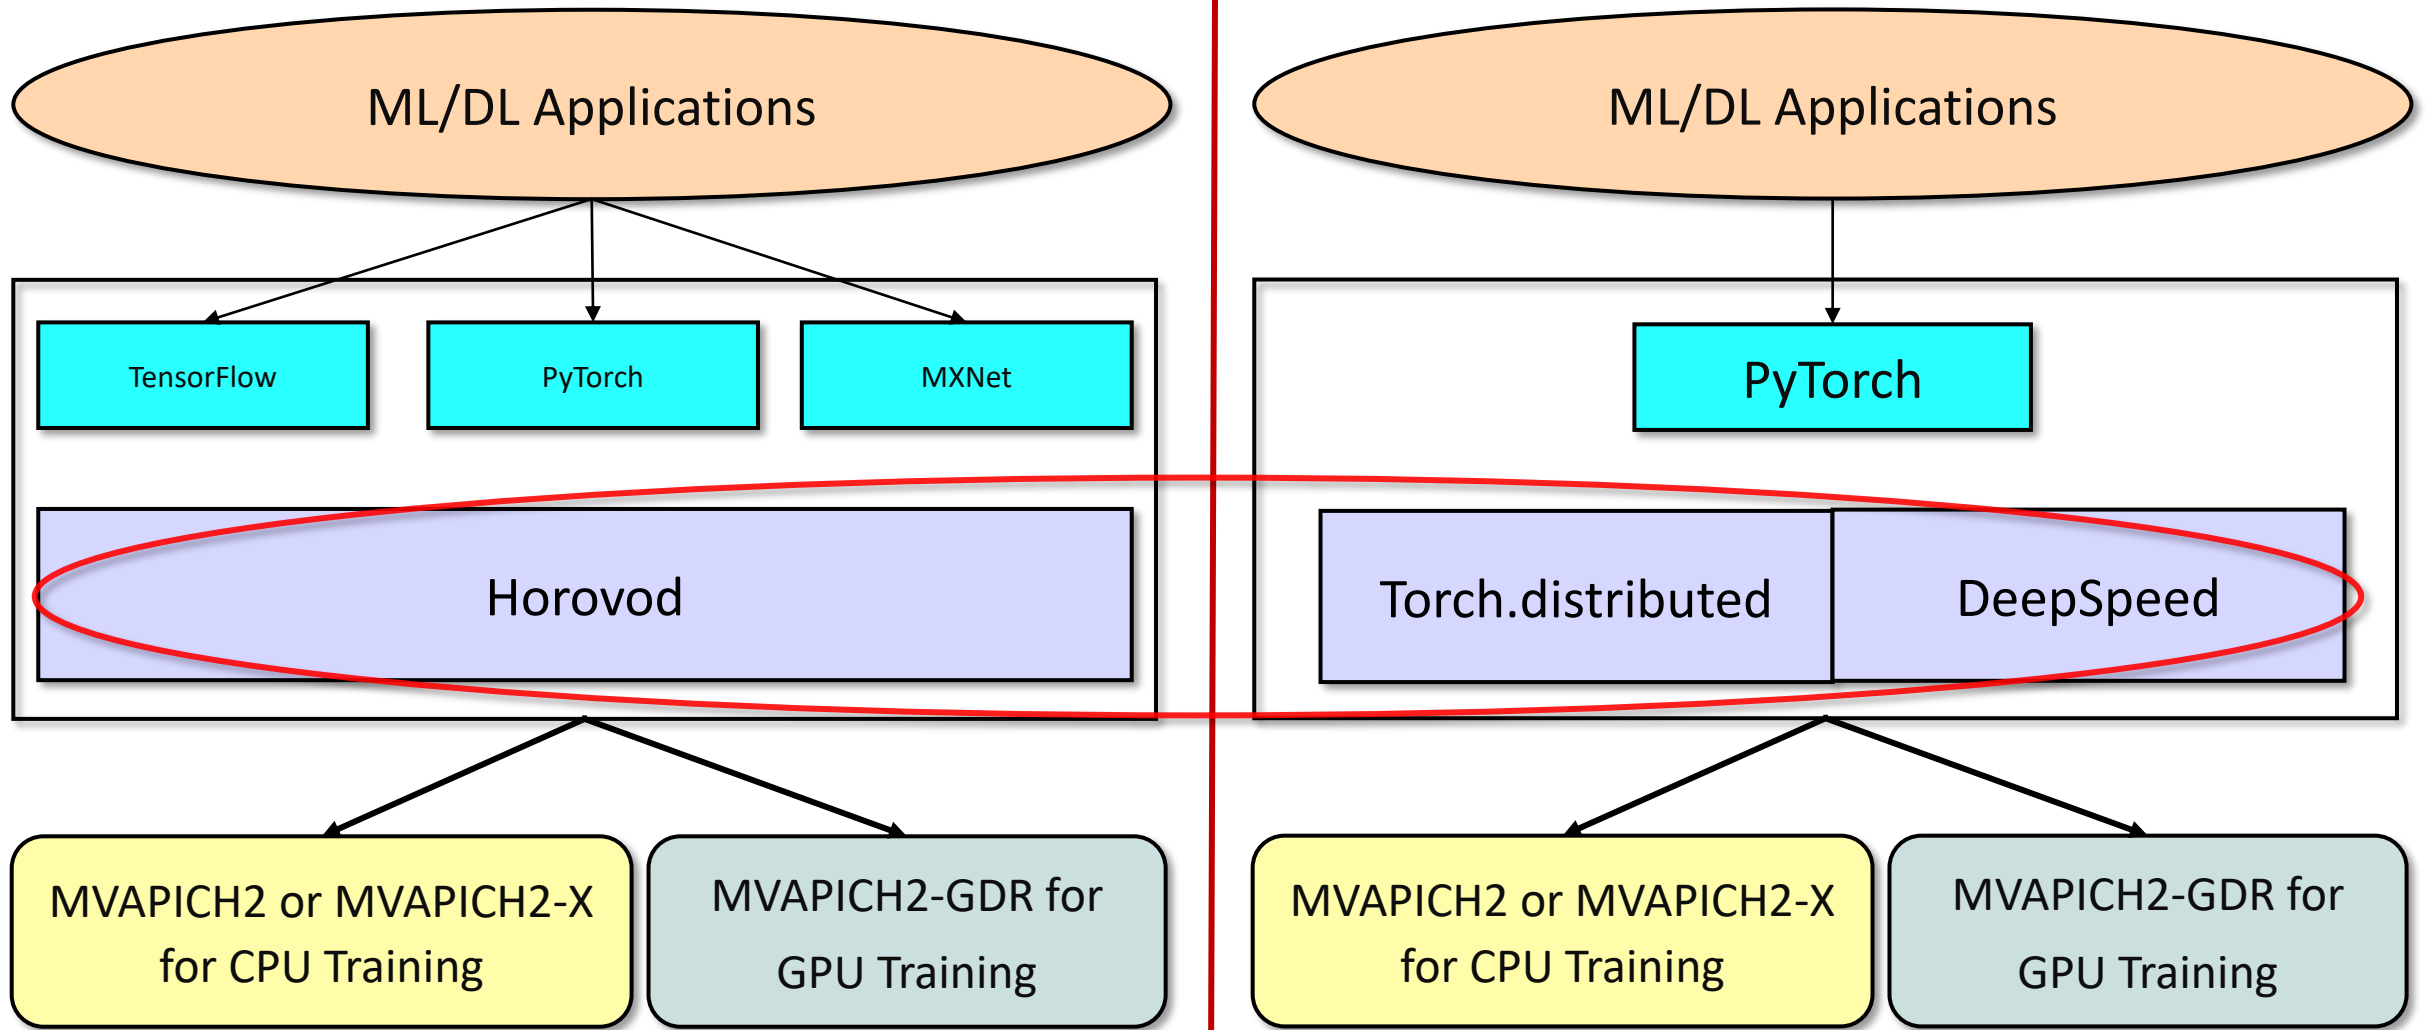 ML/DL Applications
TensorFlow
PyTorch
MXNet
Horovod
MVAPICH2 or MVAPICH2-X
for CPU Training
MVAPICH2-GDR for
GPU Training
ML/DL Applications
PyTorch
Torch.distributed
DeepSpeed
MVAPICH2 or MVAPICH2-X
for CPU Training
MVAPICH2-GDR for
GPU Training